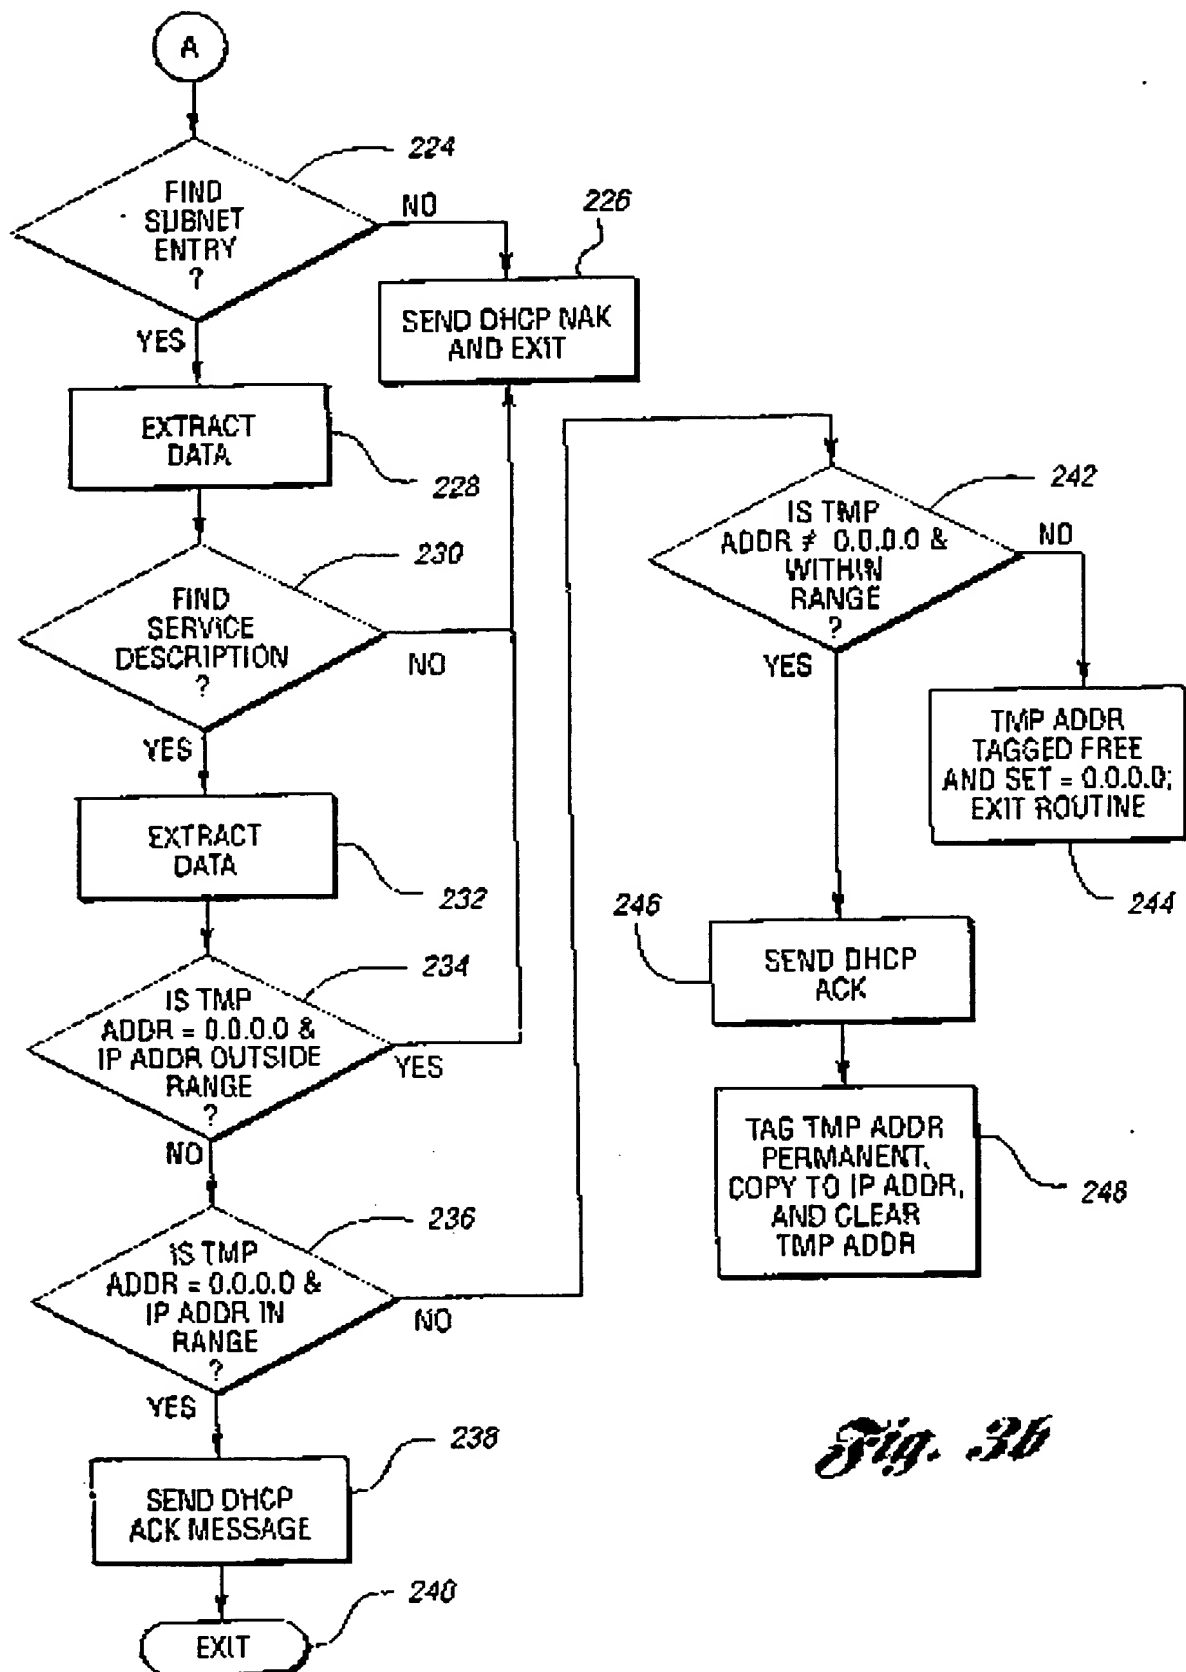 A
224
FIND
SUBNET
ENTRY
?
NO
226
SEND DHCP NAK
AND EXIT
YES
EXTRACT
DATA
228
230
FIND
SERVICE
DESCRIPTION
?
NO
YES
EXTRACT
DATA
232
234
IS TMP
ADDR = 0.0.0.0 &
IP ADDR OUTSIDE
RANGE
?
YES
NO
236
IS TMP
ADDR = 0.0.0.0 &
IP ADDR IN
RANGE
?
NO
YES
238
SEND DHCP
ACK MESSAGE
240
EXIT
242
IS TMP
ADDR ≠ 0.0.0.0 &
WITHIN
RANGE
?
NO
YES
TMP ADDR
TAGGED FREE
AND SET = 0.0.0.0;
EXIT ROUTINE
244
246
SEND DHCP
ACK
TAG TMP ADDR
PERMANENT,
COPY TO IP ADDR,
AND CLEAR
TMP ADDR
248
Fig. 3b